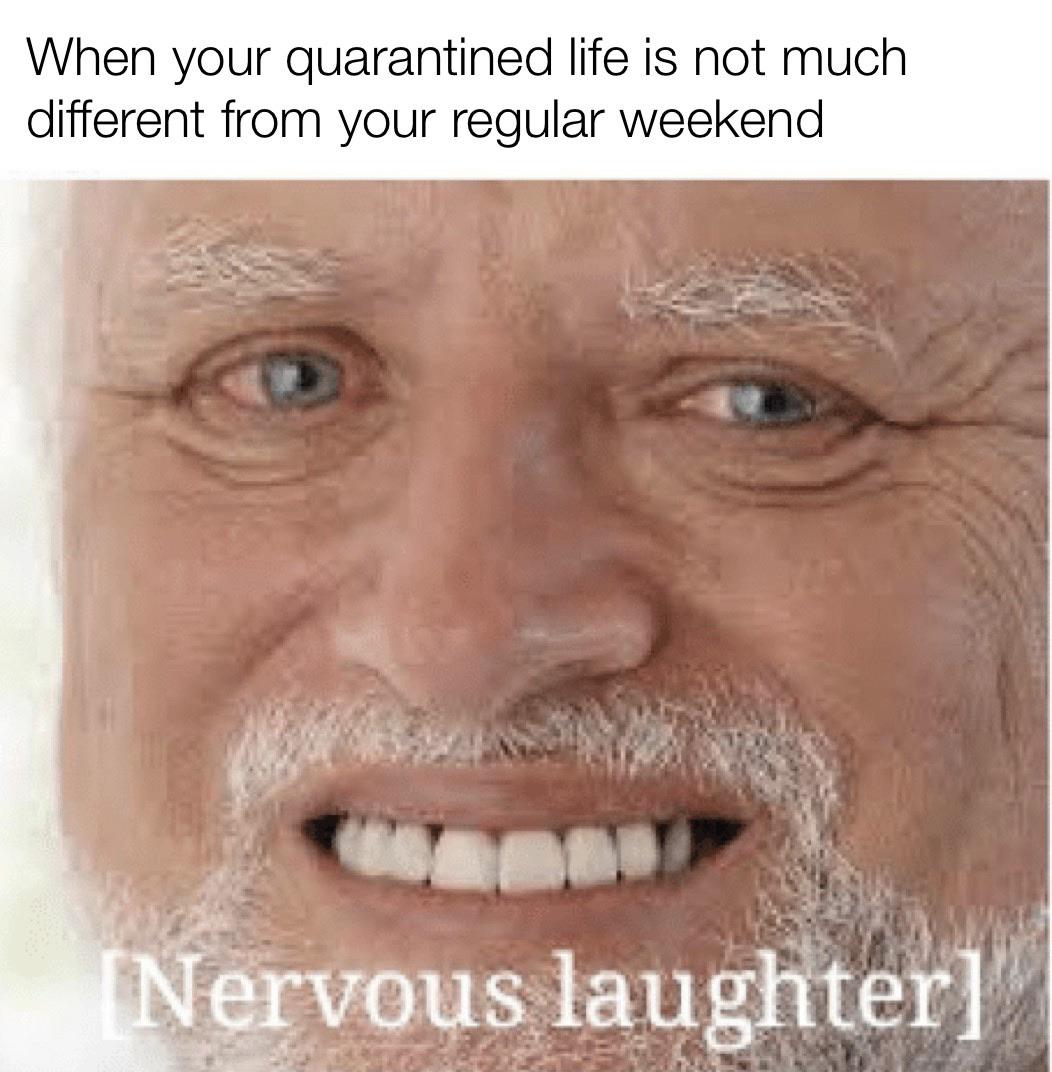 When your quarantined life is not much
different from your regular weekend
[Nervous laughter]